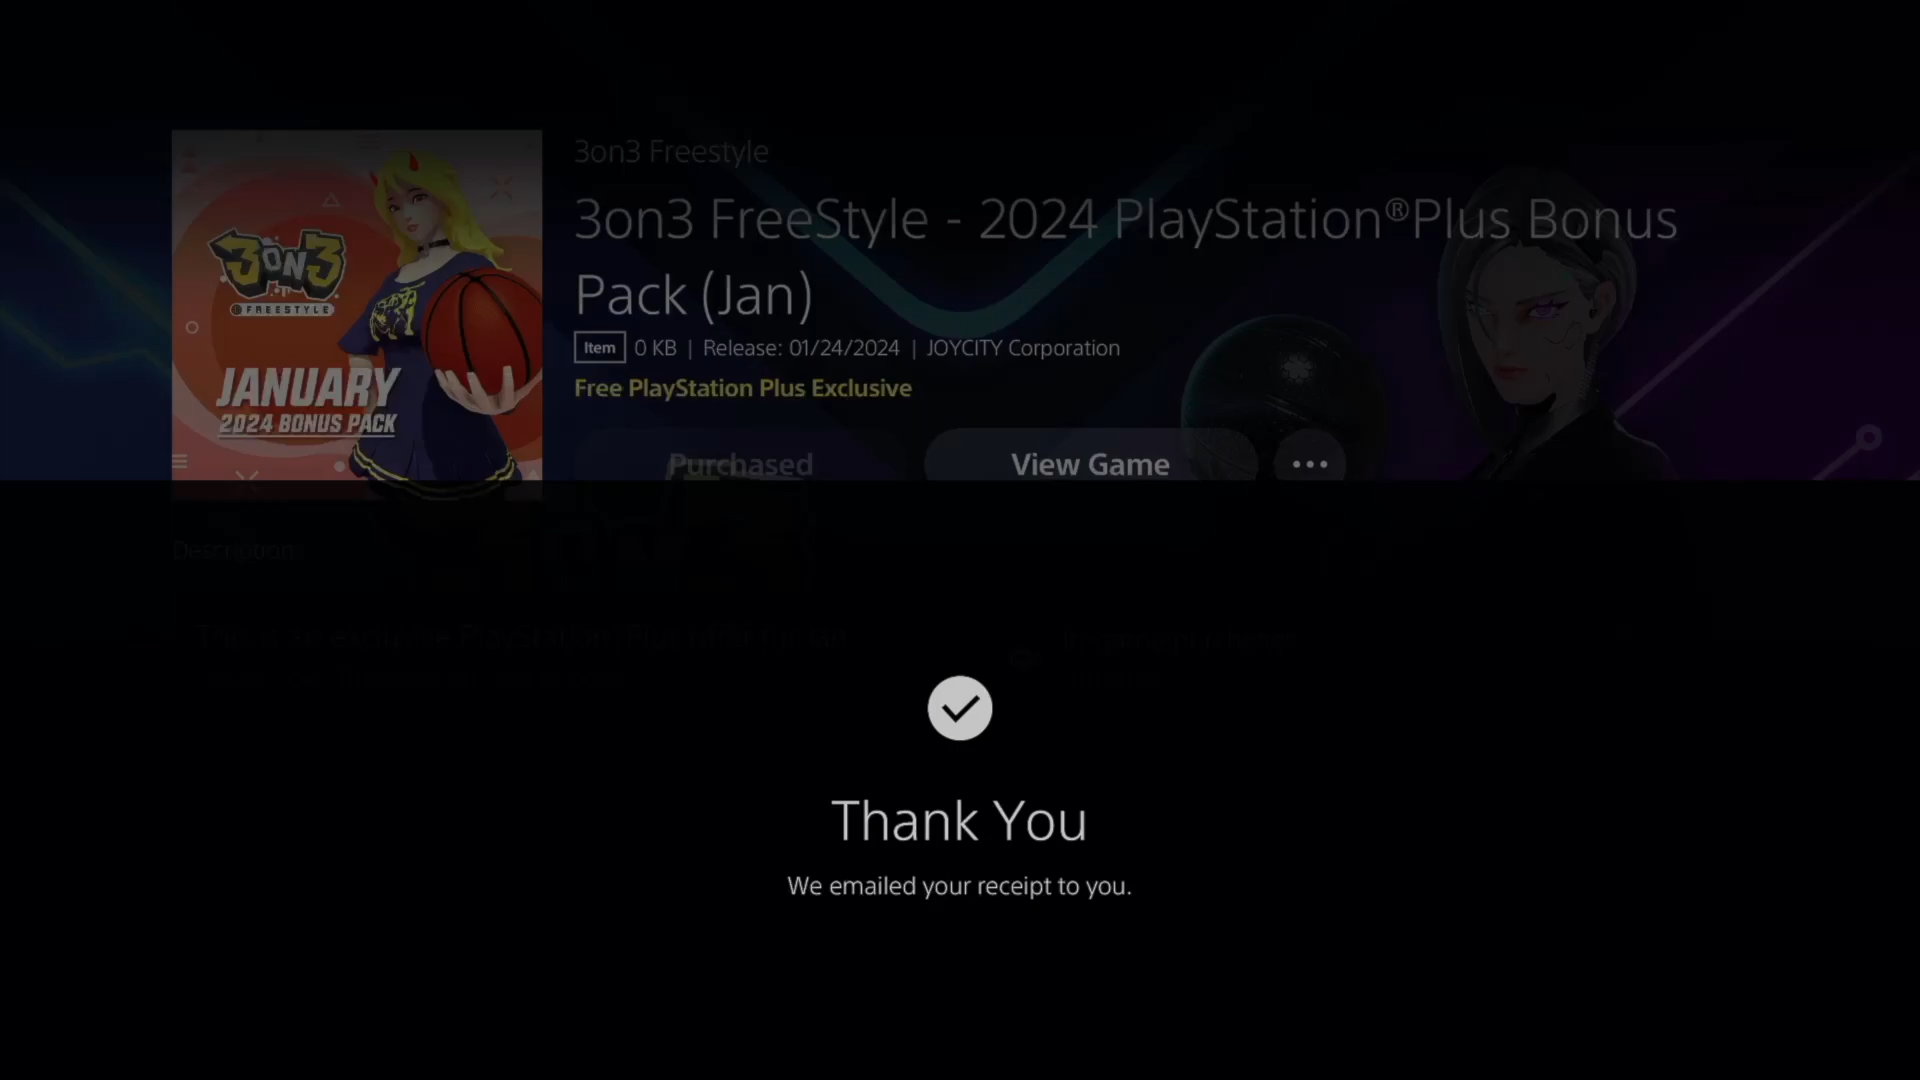 3on3 Freestyle
3on3 FreeStyle - 2024 PlayStation®Plus Bonus
Pack (Jan)
Item 0 KB | Release: 01/24/2024 | JOYCITY Corporation
Free PlayStation Plus Exclusive
3ON3
FREESTYLE
JANUARY
2024 BONUS PACK
Purchased
View Game
Description
Thank You
We emailed your receipt to you.